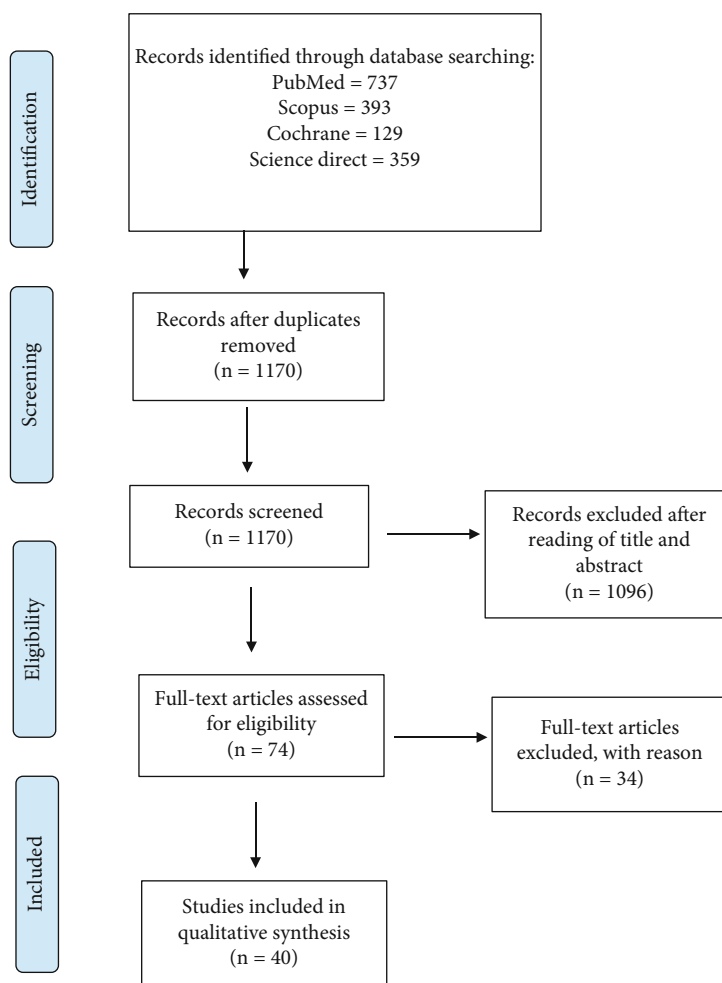 Identification
Records identified through database searching:
PubMed = 737
Scopus = 393
Cochrane = 129
Science direct = 359
Screening
Records after duplicates
removed
(n = 1170)
Records screened
(n = 1170)
Records excluded after
reading of title and
abstract
(n = 1096)
Eligibility
Full-text articles assessed
for eligibility
(n = 74)
Full-text articles
excluded, with reason
(n = 34)
Included
Studies included in
qualitative synthesis
(n = 40)